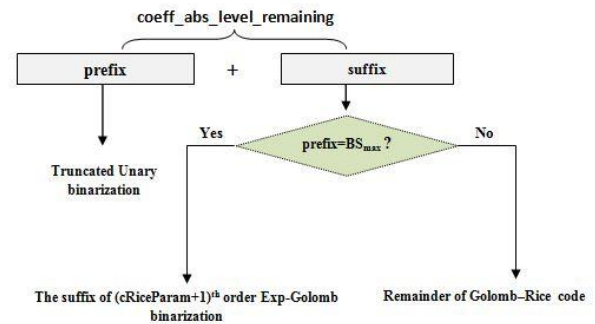 coeff_abs_level_remaining
prefix + suffix
Yes prefix=BSmax ? No
Truncated Unary
binarization
The suffix of (cRiceParam+1)th order Exp-Golomb
binarization
Remainder of Golomb–Rice code